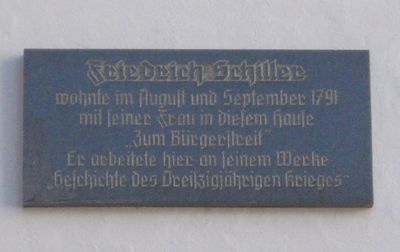 Friedrich Schiller
wohnte im August und September 1791
mit seiner Frau in diesem Hause
„Zum Bürgerstreit"
Er arbeitete hier an seinem Werke
„Geschichte des Dreißigjährigen Krieges"